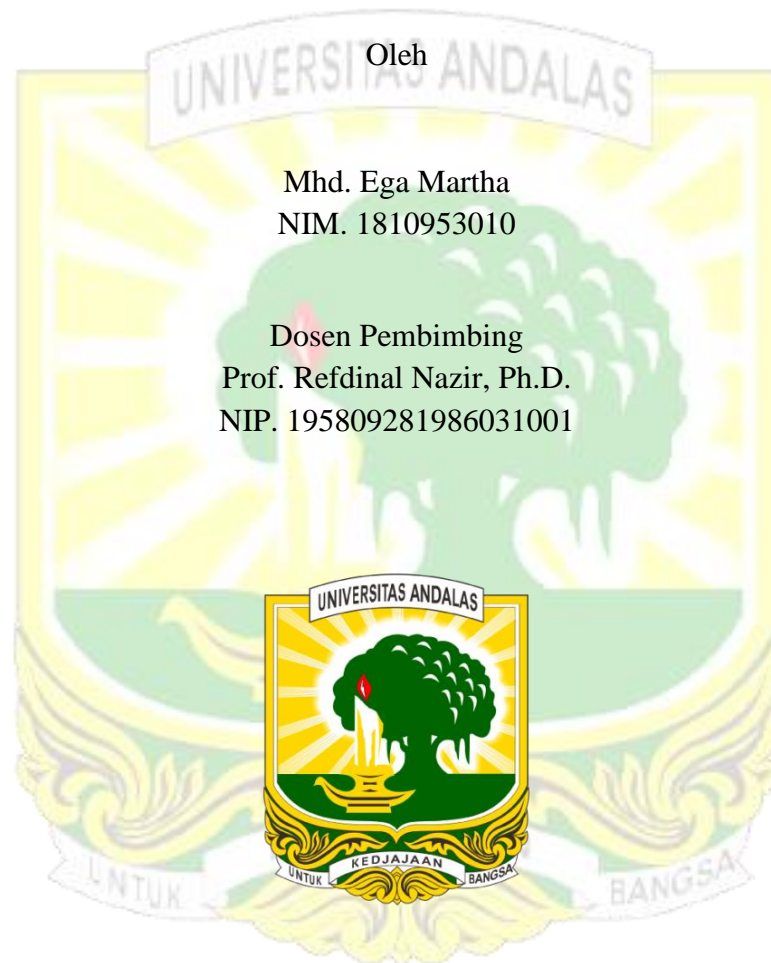 UNIVERSITAS ANDALAS
Oleh
Mhd. Ega Martha
NIM. 1810953010
Dosen Pembimbing
Prof. Refdinal Nazir, Ph.D.
NIP. 195809281986031001
UNIVERSITAS ANDALAS
UNTUK KEDJAJAAN BANGSA
UNTUK BANGSA